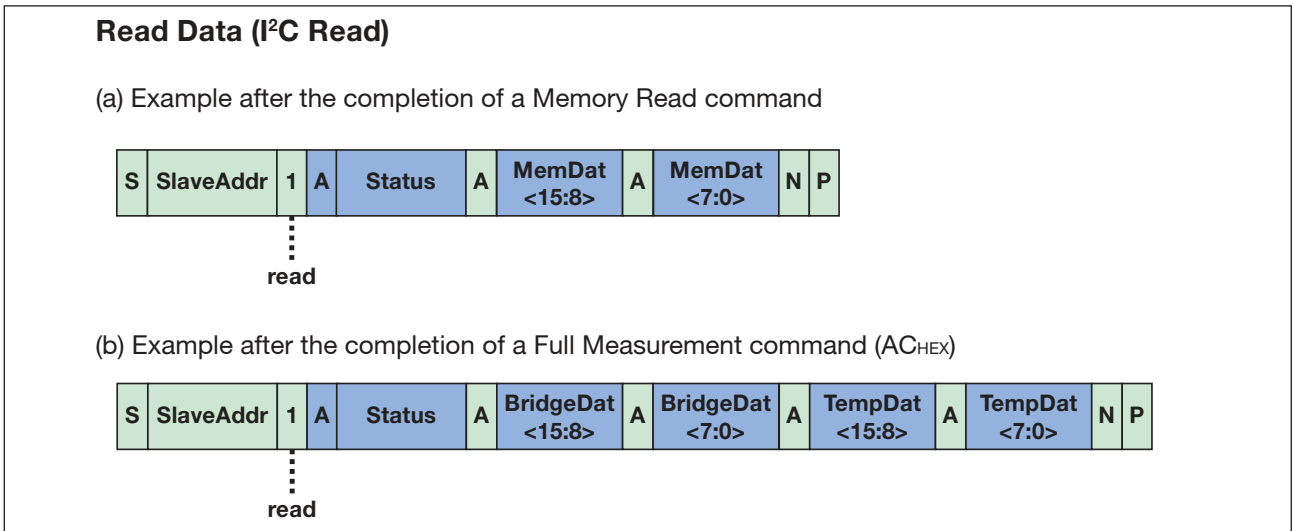 Read Data (I²C Read)
(a) Example after the completion of a Memory Read command
S SlaveAddr 1 A Status A MemDat <15:8> A MemDat <7:0> N P
read
(b) Example after the completion of a Full Measurement command (ACHEX)
S SlaveAddr 1 A Status A BridgeDat <15:8> A BridgeDat <7:0> A TempDat <15:8> A TempDat <7:0> N P
read